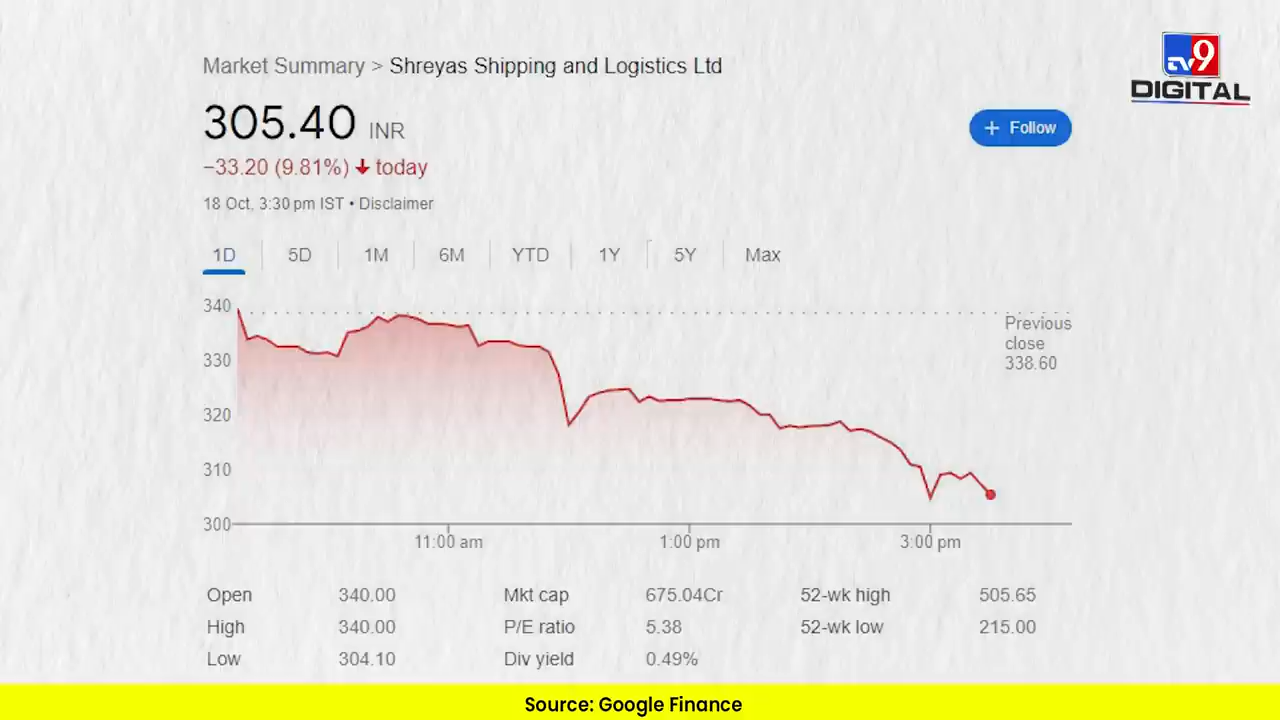 tv9
DIGITAL
Market Summary > Shreyas Shipping and Logistics Ltd
305.40 INR
+ Follow
−33.20 (9.81%) ↓ today
18 Oct, 3:30 pm IST • Disclaimer
1D 5D 1M 6M YTD 1Y 5Y Max
340
330
320
310
300
Previous
close
338.60
11:00 am 1:00 pm 3:00 pm
Open 340.00 Mkt cap 675.04Cr 52-wk high 505.65
High 340.00 P/E ratio 5.38 52-wk low 215.00
Low 304.10 Div yield 0.49%
Source: Google Finance